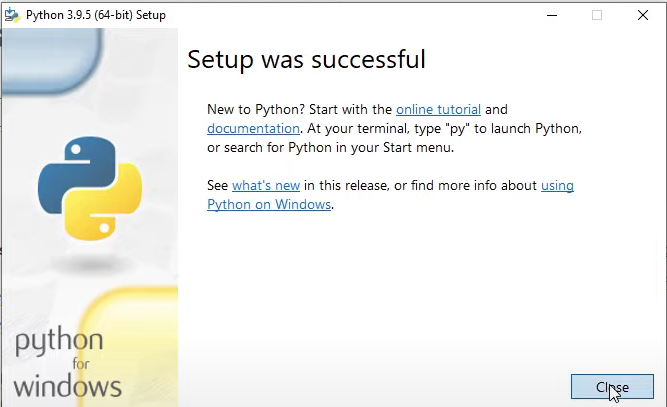 Python 3.9.5 (64-bit) Setup
Setup was successful
New to Python? Start with the online tutorial and
documentation. At your terminal, type "py" to launch Python,
or search for Python in your Start menu.
See what's new in this release, or find more info about using
Python on Windows.
python
for
windows
Close